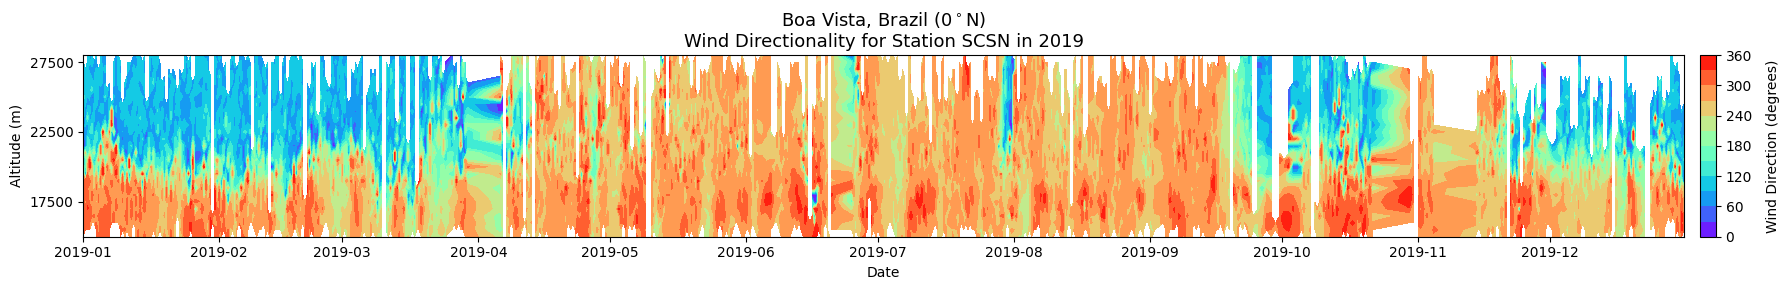 Boa Vista, Brazil (0°N)
Wind Directionality for Station SCSN in 2019
Altitude (m)
27500
22500
17500
2019-01 2019-02 2019-03 2019-04 2019-05 2019-06 2019-07 2019-08 2019-09 2019-10 2019-11 2019-12
Date
360
300
240
180
120
60
0
Wind Direction (degrees)